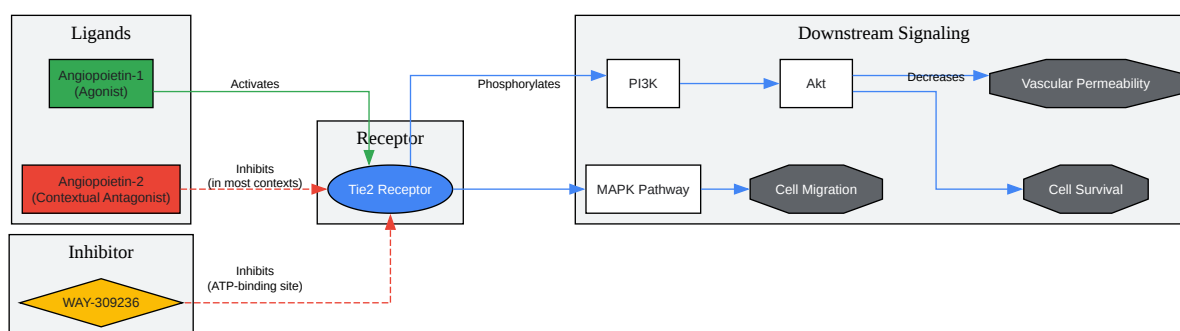 Ligands
Angiopoietin-1
(Agonist)
Angiopoietin-2
(Contextual Antagonist)
Activates
Inhibits
(in most contexts)
Receptor
Tie2 Receptor
Inhibitor
WAY-309236
Inhibits
(ATP-binding site)
Downstream Signaling
Phosphorylates
PI3K
Akt
Decreases
Vascular Permeability
MAPK Pathway
Cell Migration
Cell Survival